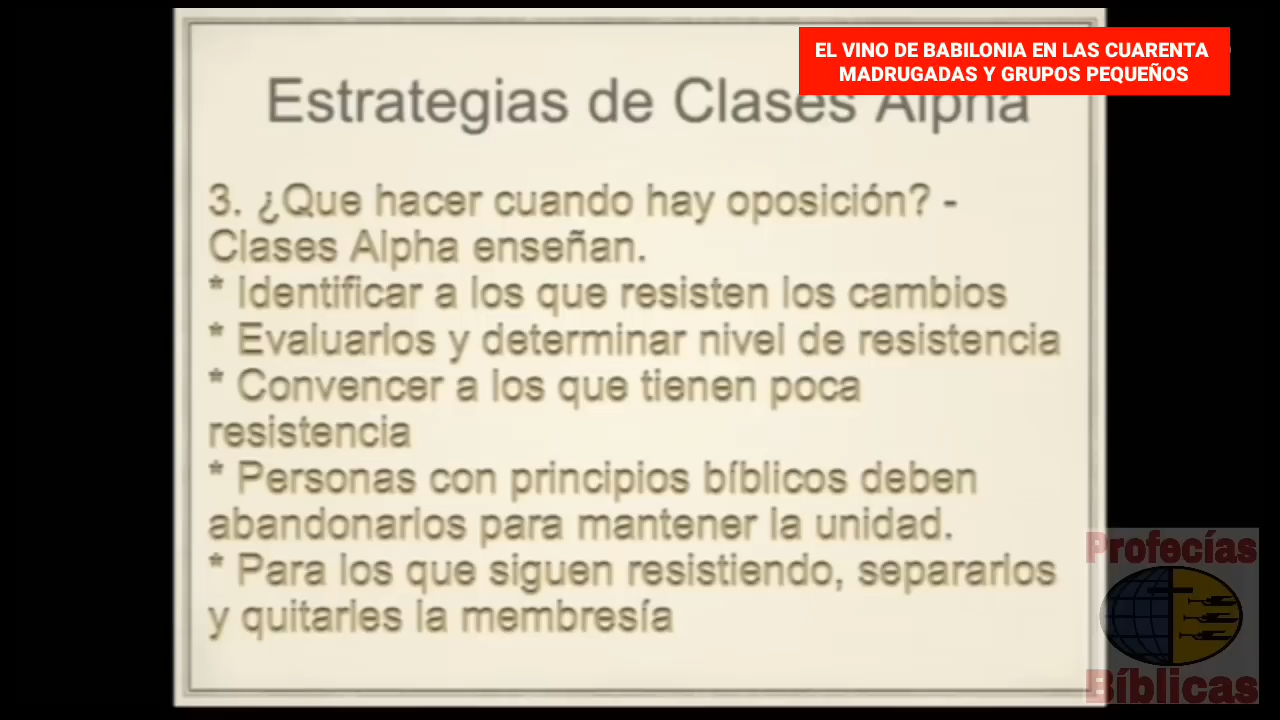 EL VINO DE BABILONIA EN LAS CUARENTA
MADRUGADAS Y GRUPOS PEQUEÑOS
Estrategias de Clases Alpha
3. ¿Que hacer cuando hay oposición? -
Clases Alpha enseñan.
* Identificar a los que resisten los cambios
* Evaluarlos y determinar nivel de resistencia
* Convencer a los que tienen poca
resistencia
* Personas con principios bíblicos deben
abandonarlos para mantener la unidad.
* Para los que siguen resistiendo, separarlos
y quitarles la membresía
Profecías
Bíblicas